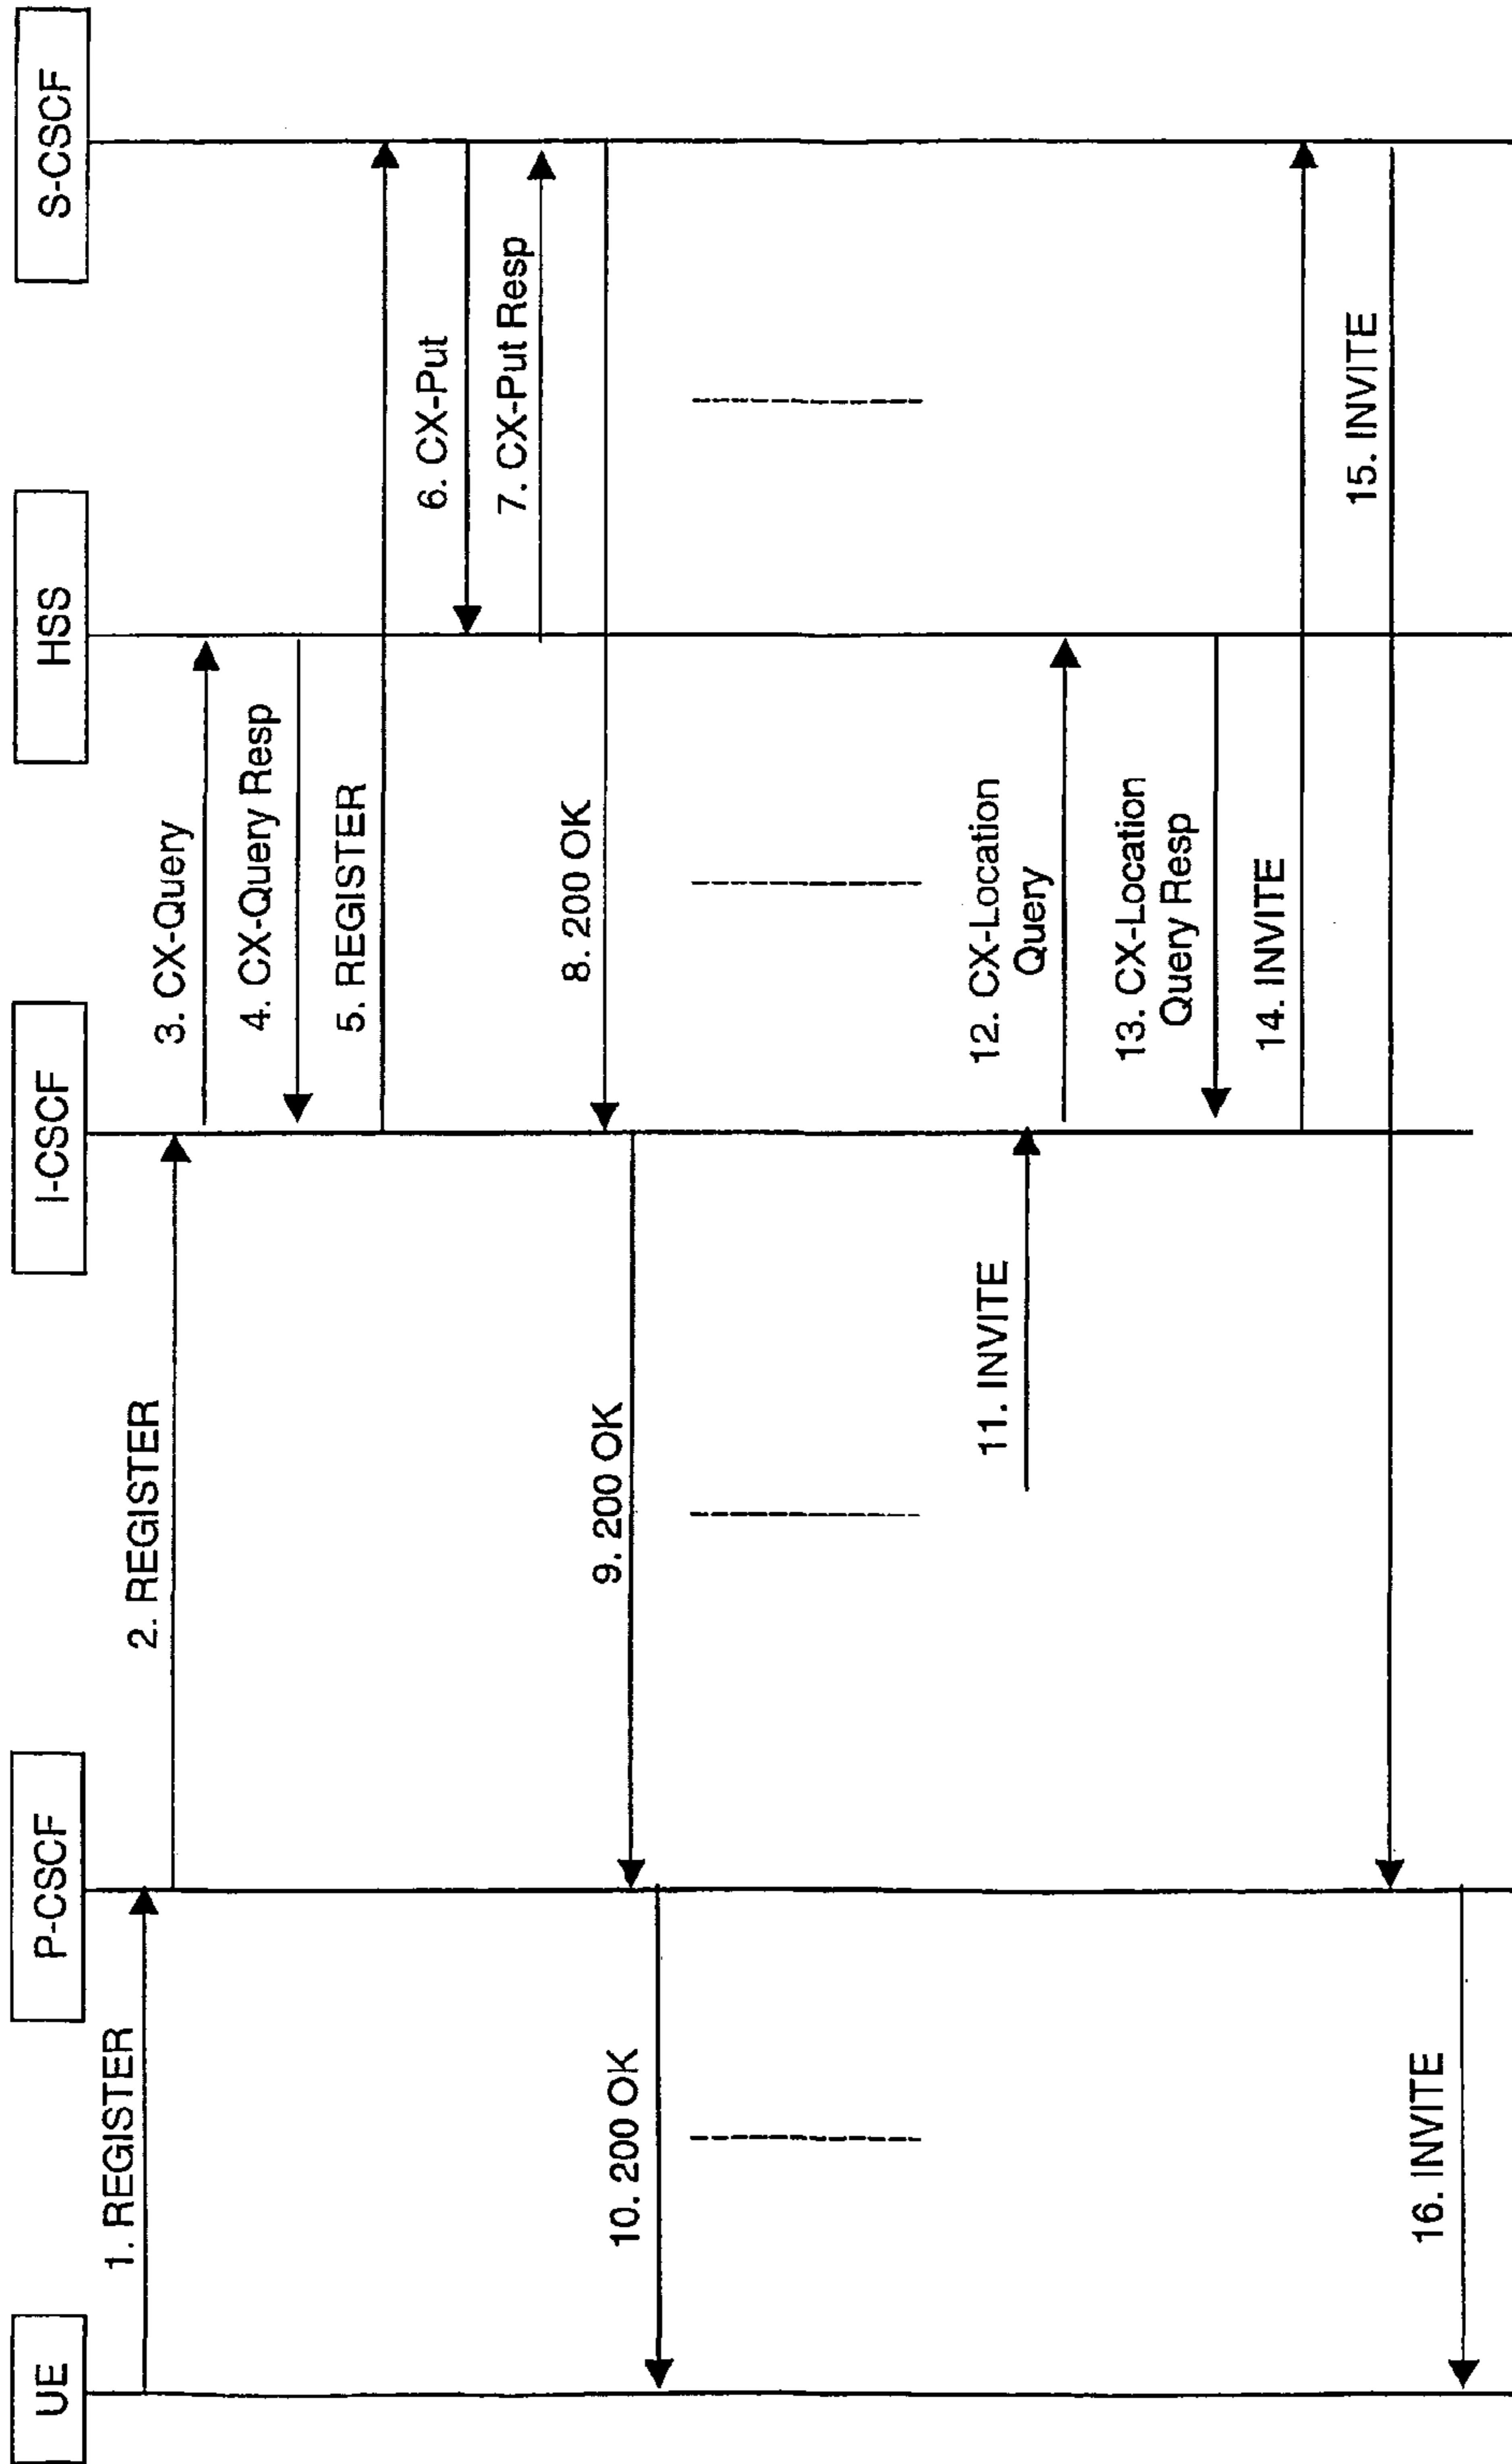 UE
P-CSCF
I-CSCF
HSS
S-CSCF
1. REGISTER
2. REGISTER
3. CX-Query
4. CX-Query Resp
5. REGISTER
6. CX-Put
7. CX-Put Resp
8. 200 OK
9. 200 OK
10. 200 OK
11. INVITE
12. CX-Location
Query
13. CX-Location
Query Resp
14. INVITE
15. INVITE
16. INVITE